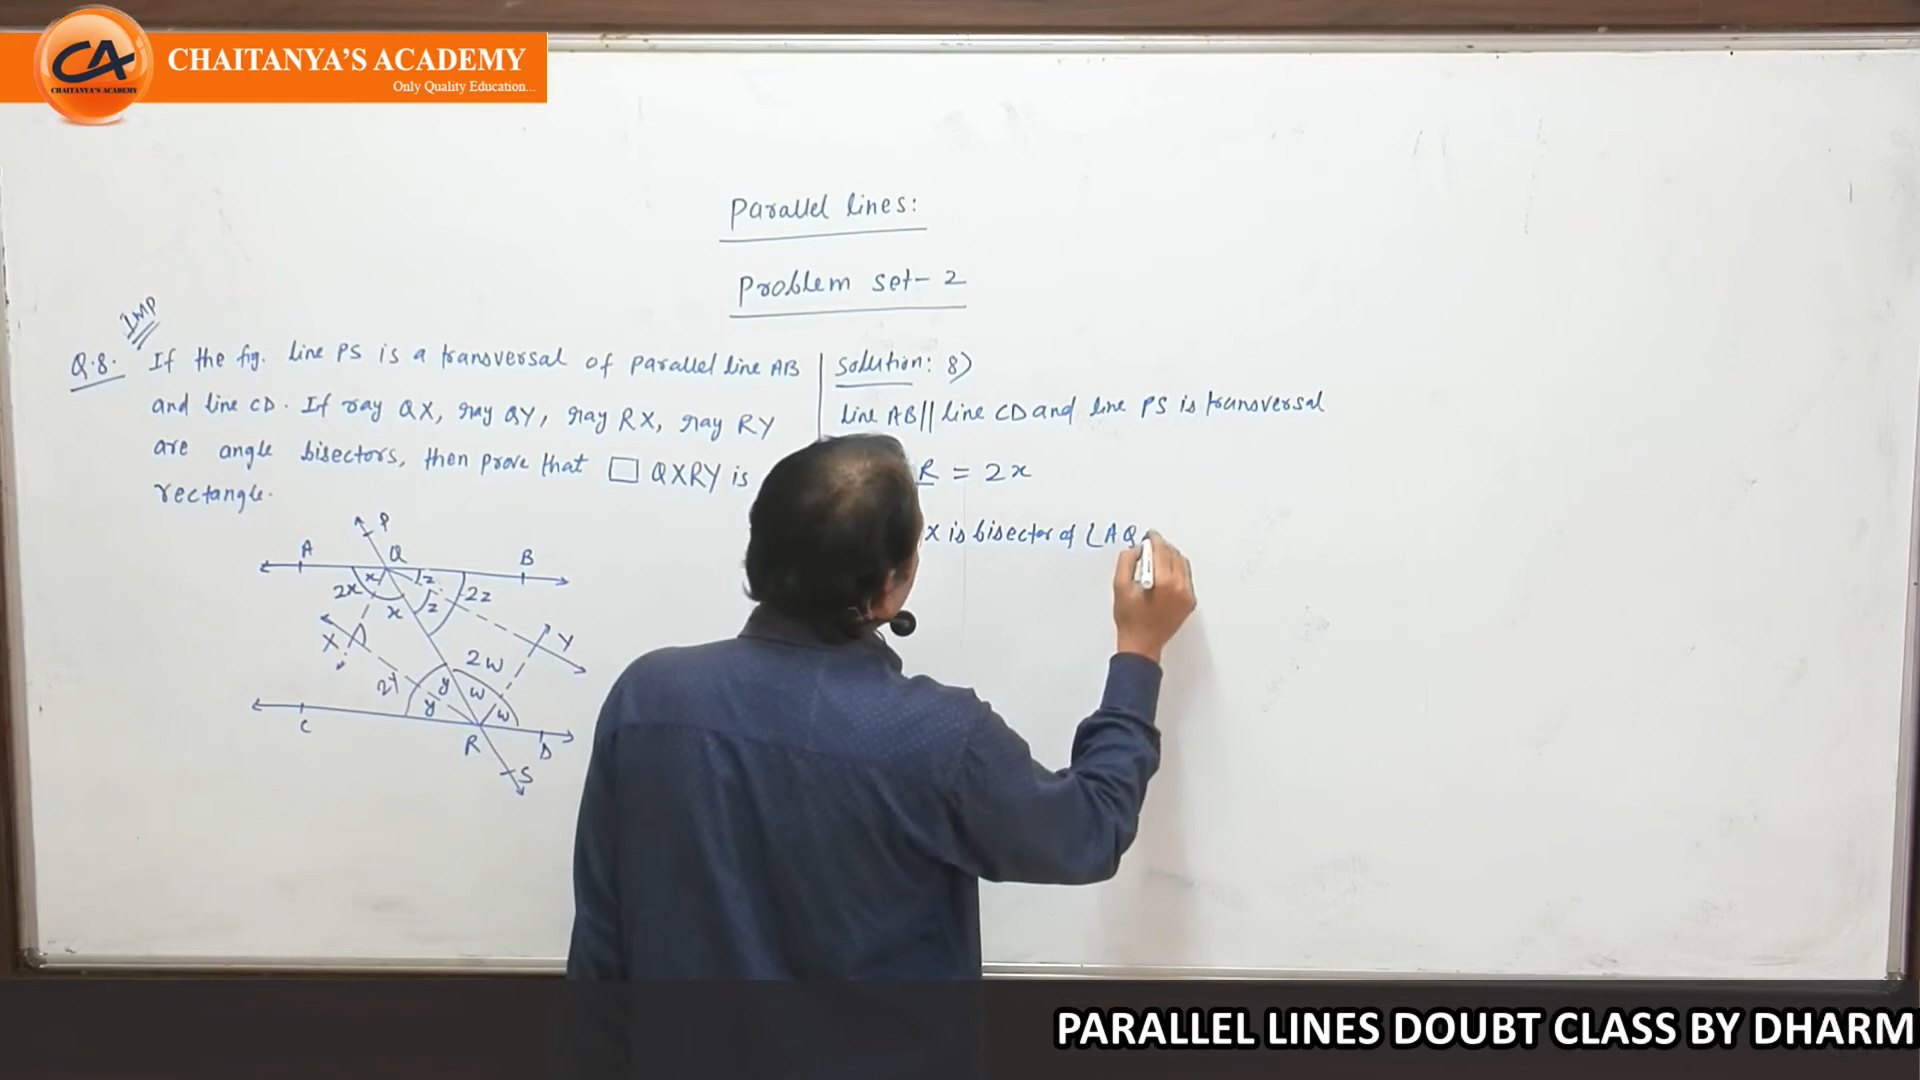 CA
CHAITANYA'S ACADEMY
CHAITANYA'S ACADEMY
Only Quality Education...
Parallel lines:
Problem set-2
IMP
Q.8. If the fig. line PS is a transversal of parallel line AB
and line CD. If ray QX, ray QY, ray RX, ray RY
are angle bisectors, then prove that □ QXRY is
rectangle.
Solution: 8)
line AB || line CD and line PS is transversal
R = 2x
X is bisector of ∠AQ
P
A Q B
2x x z 2z
x z
X Y
2w
2y y w
y w
C R D
S
PARALLEL LINES DOUBT CLASS BY DHARM